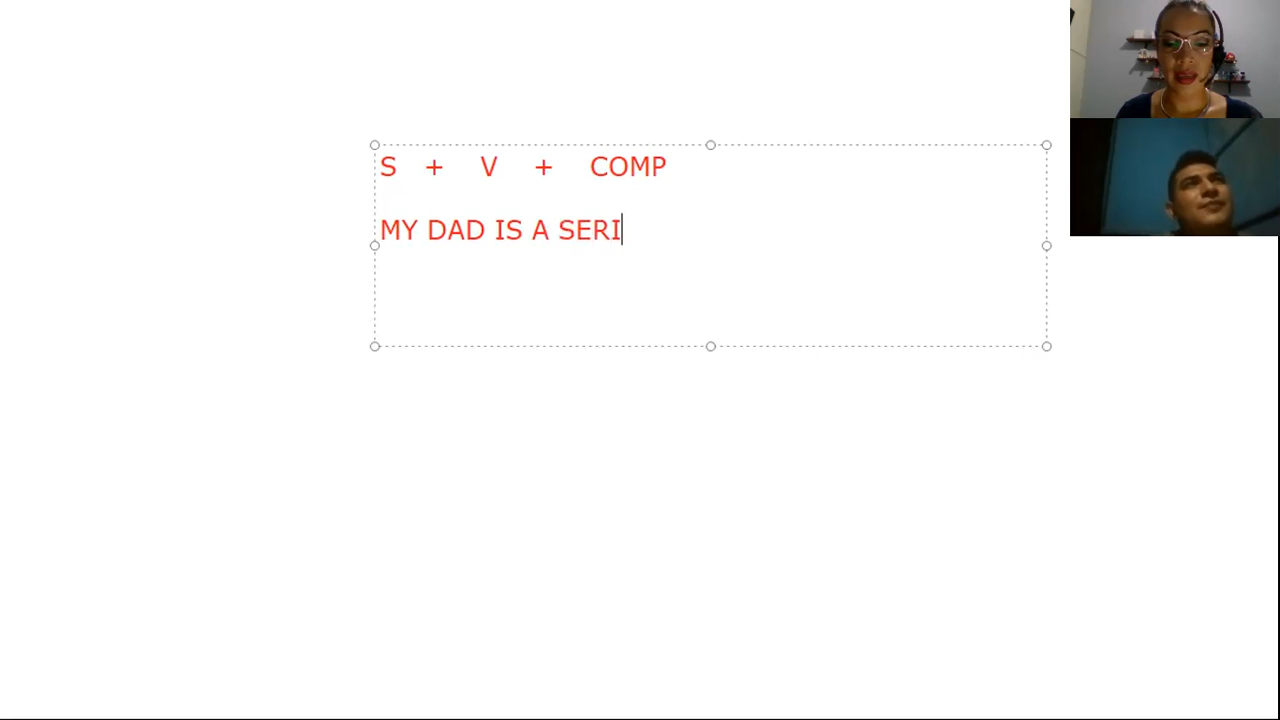 S + V + COMP
MY DAD IS A SERI